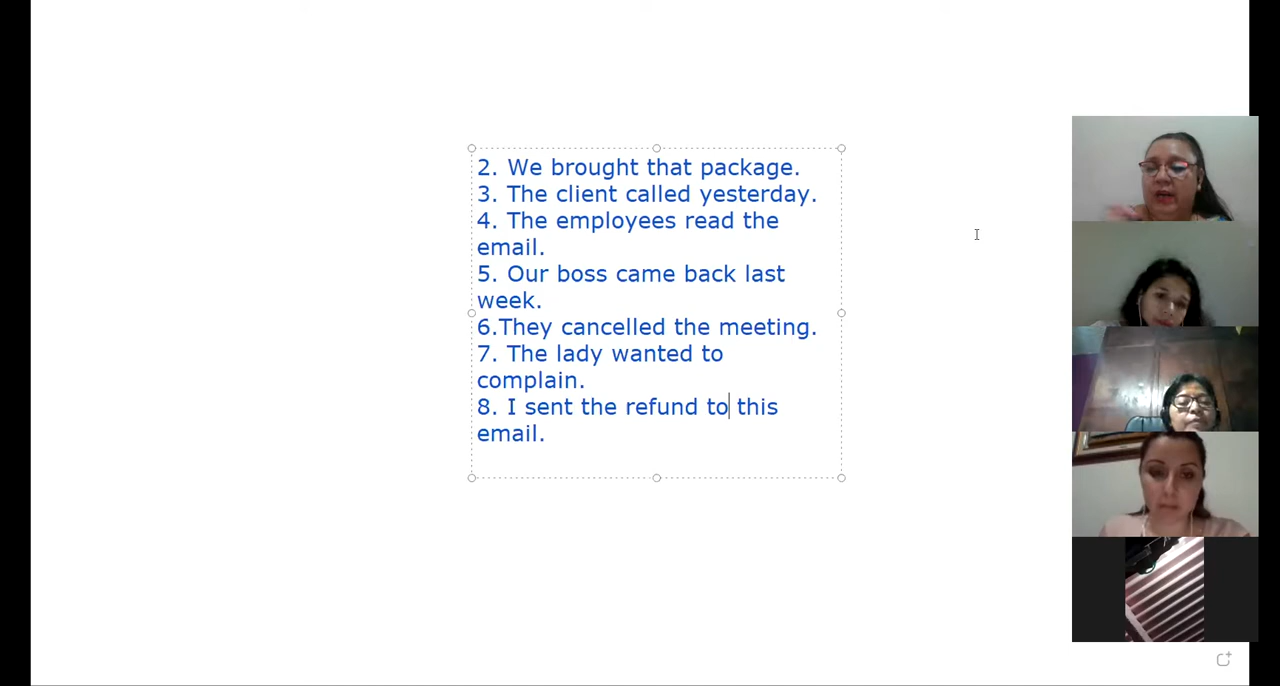 2. We brought that package.
3. The client called yesterday.
4. The employees read the
email.
5. Our boss came back last
week.
6.They cancelled the meeting.
7. The lady wanted to
complain.
8. I sent the refund to this
email.